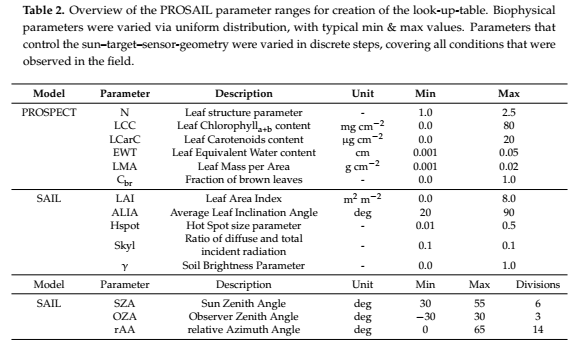 Table 2. Overview of the PROSAIL parameter ranges for creation of the look-up-table. Biophysical
parameters were varied via uniform distribution, with typical min & max values. Parameters that
control the sun–target–sensor-geometry were varied in discrete steps, covering all conditions that were
observed in the field.
Model Parameter Description Unit Min Max
PROSPECT N Leaf structure parameter - 1.0 2.5
LCC Leaf Chlorophyll a+b content mg cm−2 0.0 80
LCarC Leaf Carotenoids content μg cm−2 0.0 20
EWT Leaf Equivalent Water content cm 0.001 0.05
LMA Leaf Mass per Area g cm−2 0.001 0.02
Cbr Fraction of brown leaves - 0.0 1.0
SAIL LAI Leaf Area Index m2 m−2 0.0 8.0
ALIA Average Leaf Inclination Angle deg 20 90
Hspot Hot Spot size parameter - 0.01 0.5
Skyl Ratio of diffuse and total incident radiation - 0.1 0.1
γ Soil Brightness Parameter - 0.0 1.0
Model Parameter Description Unit Min Max Divisions
SAIL SZA Sun Zenith Angle deg 30 55 6
OZA Observer Zenith Angle deg −30 30 3
rAA relative Azimuth Angle deg 0 65 14